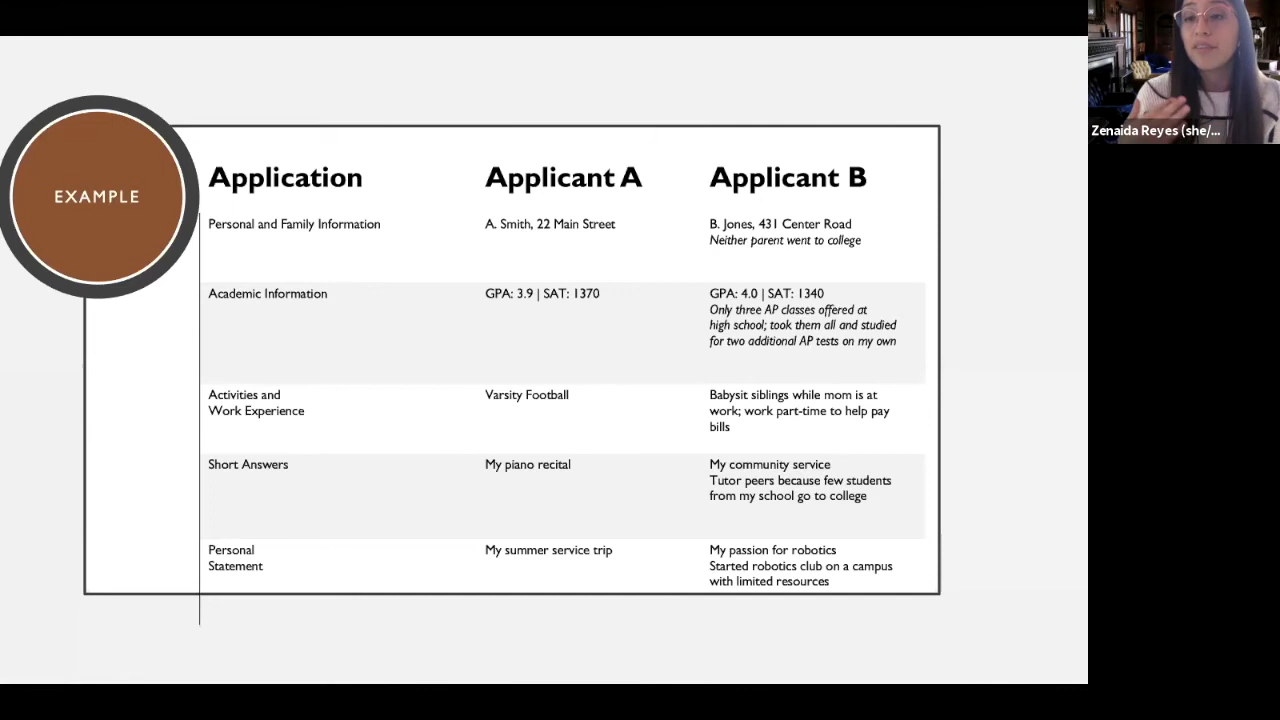 EXAMPLE
Application
Applicant A
Applicant B
Personal and Family Information
A. Smith, 22 Main Street
B. Jones, 431 Center Road
Neither parent went to college
Academic Information
GPA: 3.9 | SAT: 1370
GPA: 4.0 | SAT: 1340
Only three AP classes offered at
high school; took them all and studied
for two additional AP tests on my own
Activities and
Work Experience
Varsity Football
Babysit siblings while mom is at
work; work part-time to help pay
bills
Short Answers
My piano recital
My community service
Tutor peers because few students
from my school go to college
Personal
Statement
My summer service trip
My passion for robotics
Started robotics club on a campus
with limited resources
Zenaida Reyes (she/...